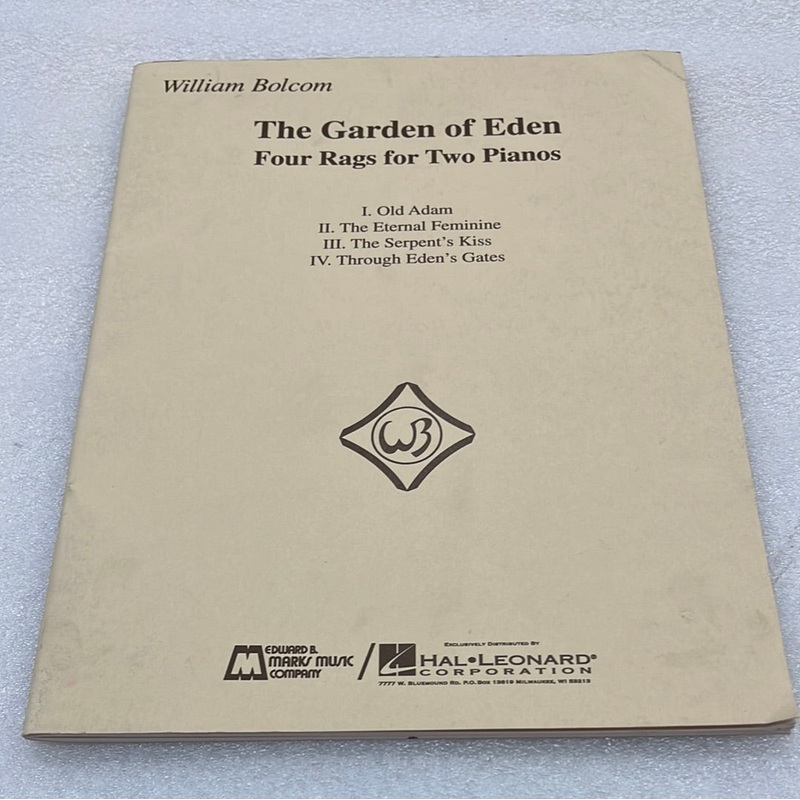 William Bolcom
The Garden of Eden
Four Rags for Two Pianos
I. Old Adam
II. The Eternal Feminine
III. The Serpent's Kiss
IV. Through Eden's Gates
WB
EDWARD B.
MARKS MUSIC
COMPANY
EXCLUSIVELY DISTRIBUTED BY
HAL•LEONARD®
CORPORATION
7777 W. BLUEMOUND RD. P.O. BOX 13819 MILWAUKEE, WI 53213